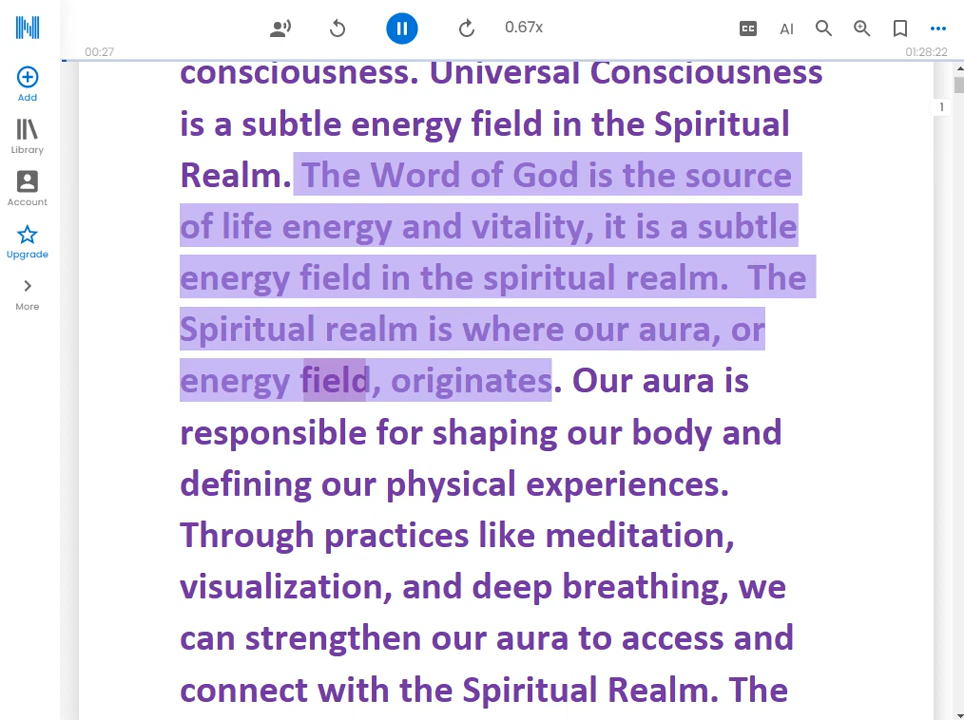 0.67x
CC
AI
00:27
01:28:22
Add
Library
Account
Upgrade
More
1
consciousness. Universal Consciousness
is a subtle energy field in the Spiritual
Realm. The Word of God is the source
of life energy and vitality, it is a subtle
energy field in the spiritual realm. The
Spiritual realm is where our aura, or
energy field, originates. Our aura is
responsible for shaping our body and
defining our physical experiences.
Through practices like meditation,
visualization, and deep breathing, we
can strengthen our aura to access and
connect with the Spiritual Realm. The